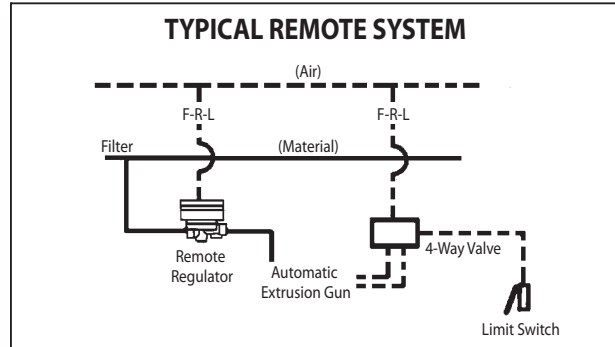 TYPICAL REMOTE SYSTEM
(Air)
F-R-L
F-R-L
Filter
(Material)
Remote
Regulator
Automatic
Extrusion Gun
4-Way Valve
Limit Switch